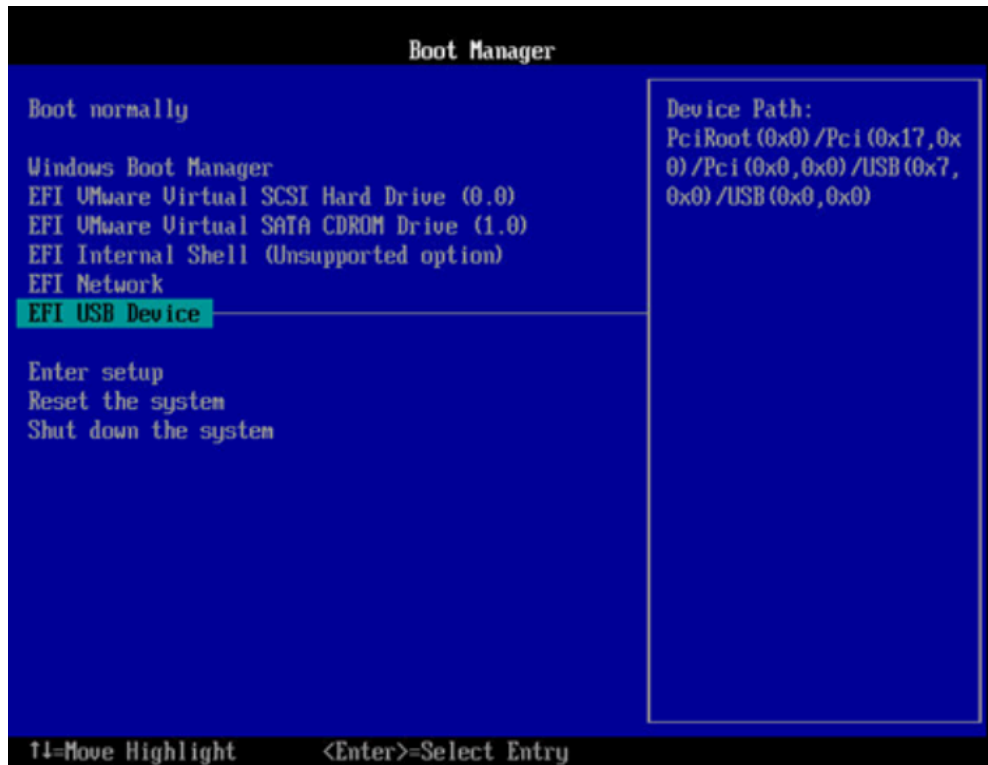 Boot Manager
Boot normally
Windows Boot Manager
EFI VMware Virtual SCSI Hard Drive (0.0)
EFI VMware Virtual SATA CDROM Drive (1.0)
EFI Internal Shell (Unsupported option)
EFI Network
EFI USB Device
Enter setup
Reset the system
Shut down the system
Device Path:
PciRoot(0x0)/Pci(0x17,0x
0)/Pci(0x0,0x0)/USB(0x7,
0x0)/USB(0x0,0x0)
↑↓=Move Highlight <Enter>=Select Entry